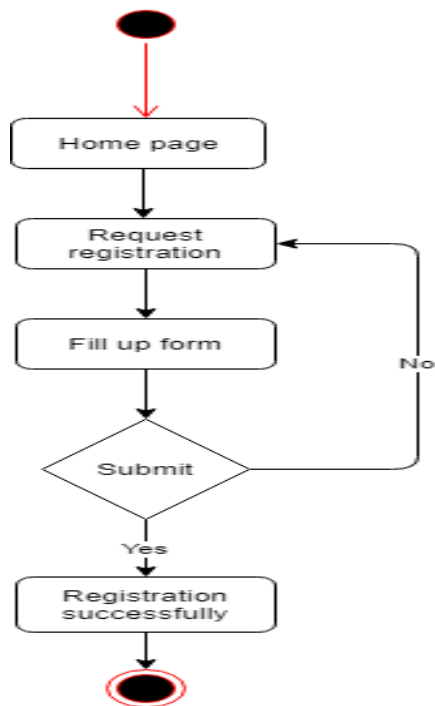 Home page
Request
registration
Fill up form
No
Submit
Yes
Registration
successfully